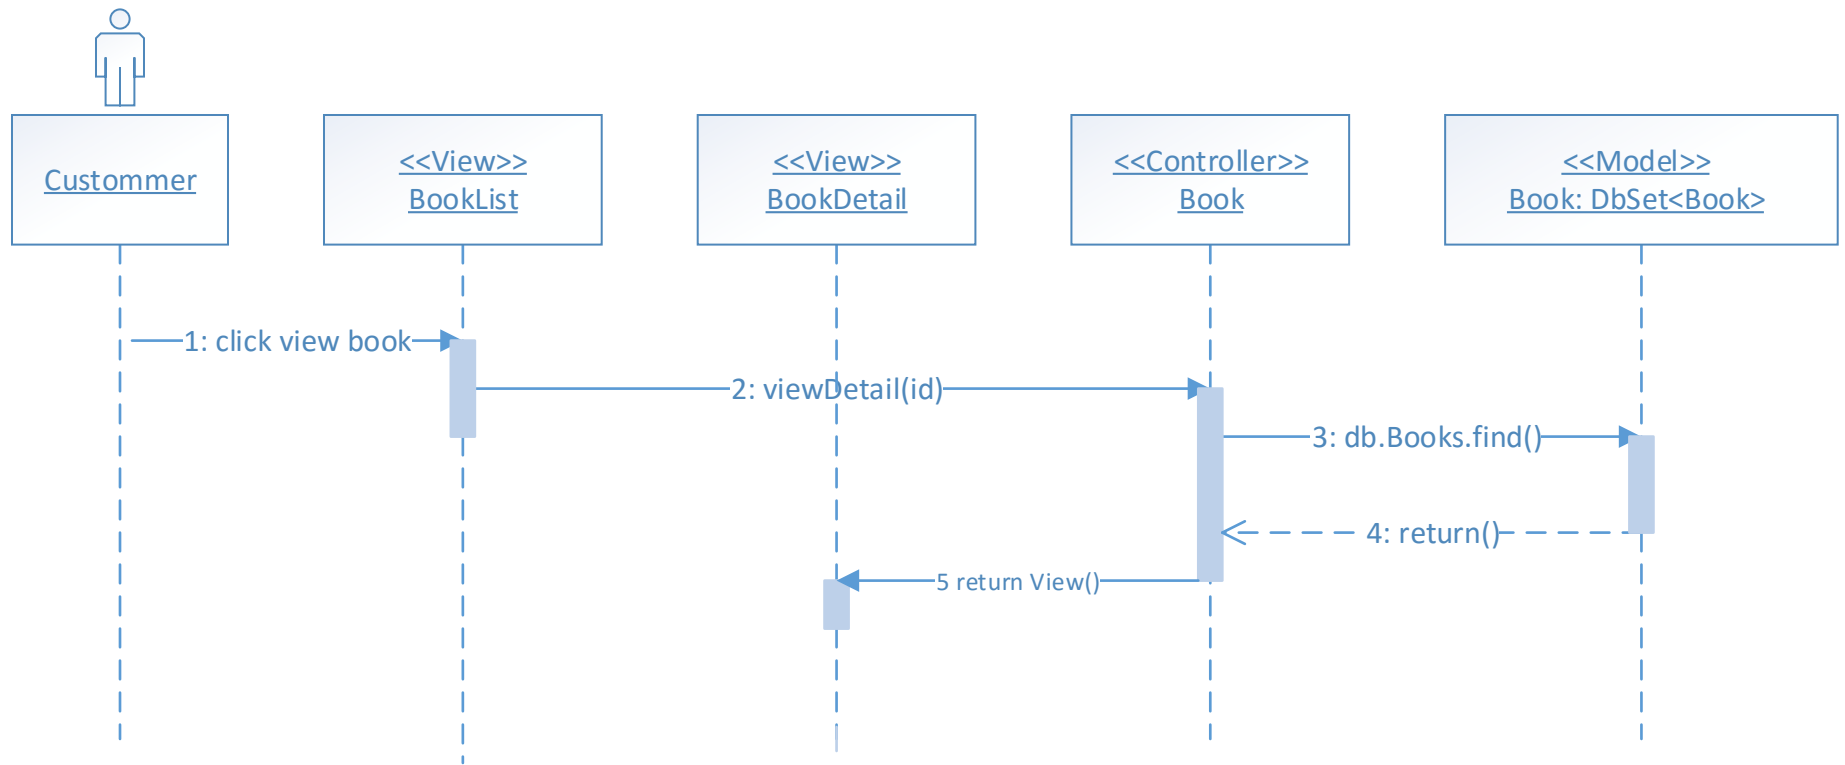 Custommer
<<View>>
BookList
<<View>>
BookDetail
<<Controller>>
Book
<<Model>>
Book: DbSet<Book>
1: click view book
2: viewDetail(id)
3: db.Books.find()
4: return()
5 return View()